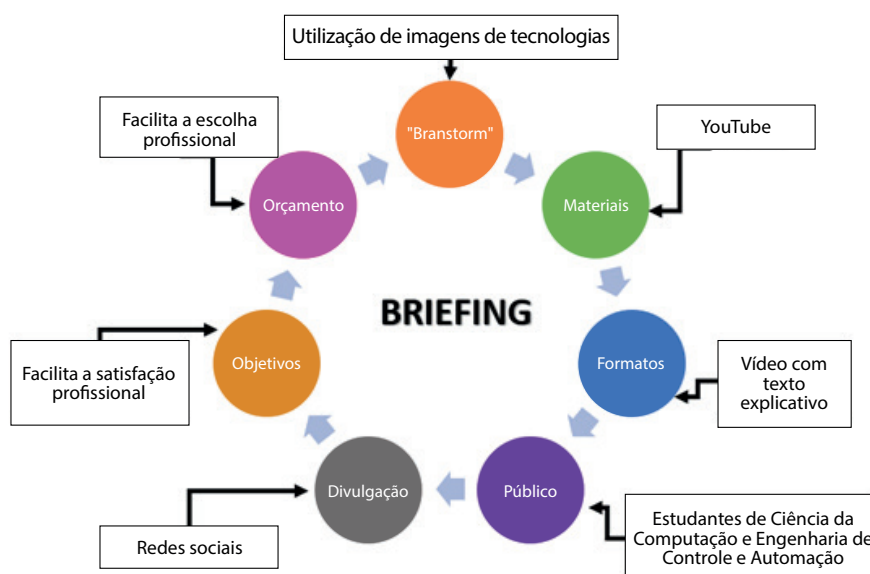 Utilização de imagens de tecnologias
Facilita a escolha
profissional
"Branstorm"
YouTube
Orçamento
Materiais
BRIEFING
Facilita a satisfação
profissional
Objetivos
Formatos
Vídeo com
texto
explicativo
Divulgação
Público
Redes sociais
Estudantes de Ciência da
Computação e Engenharia de
Controle e Automação